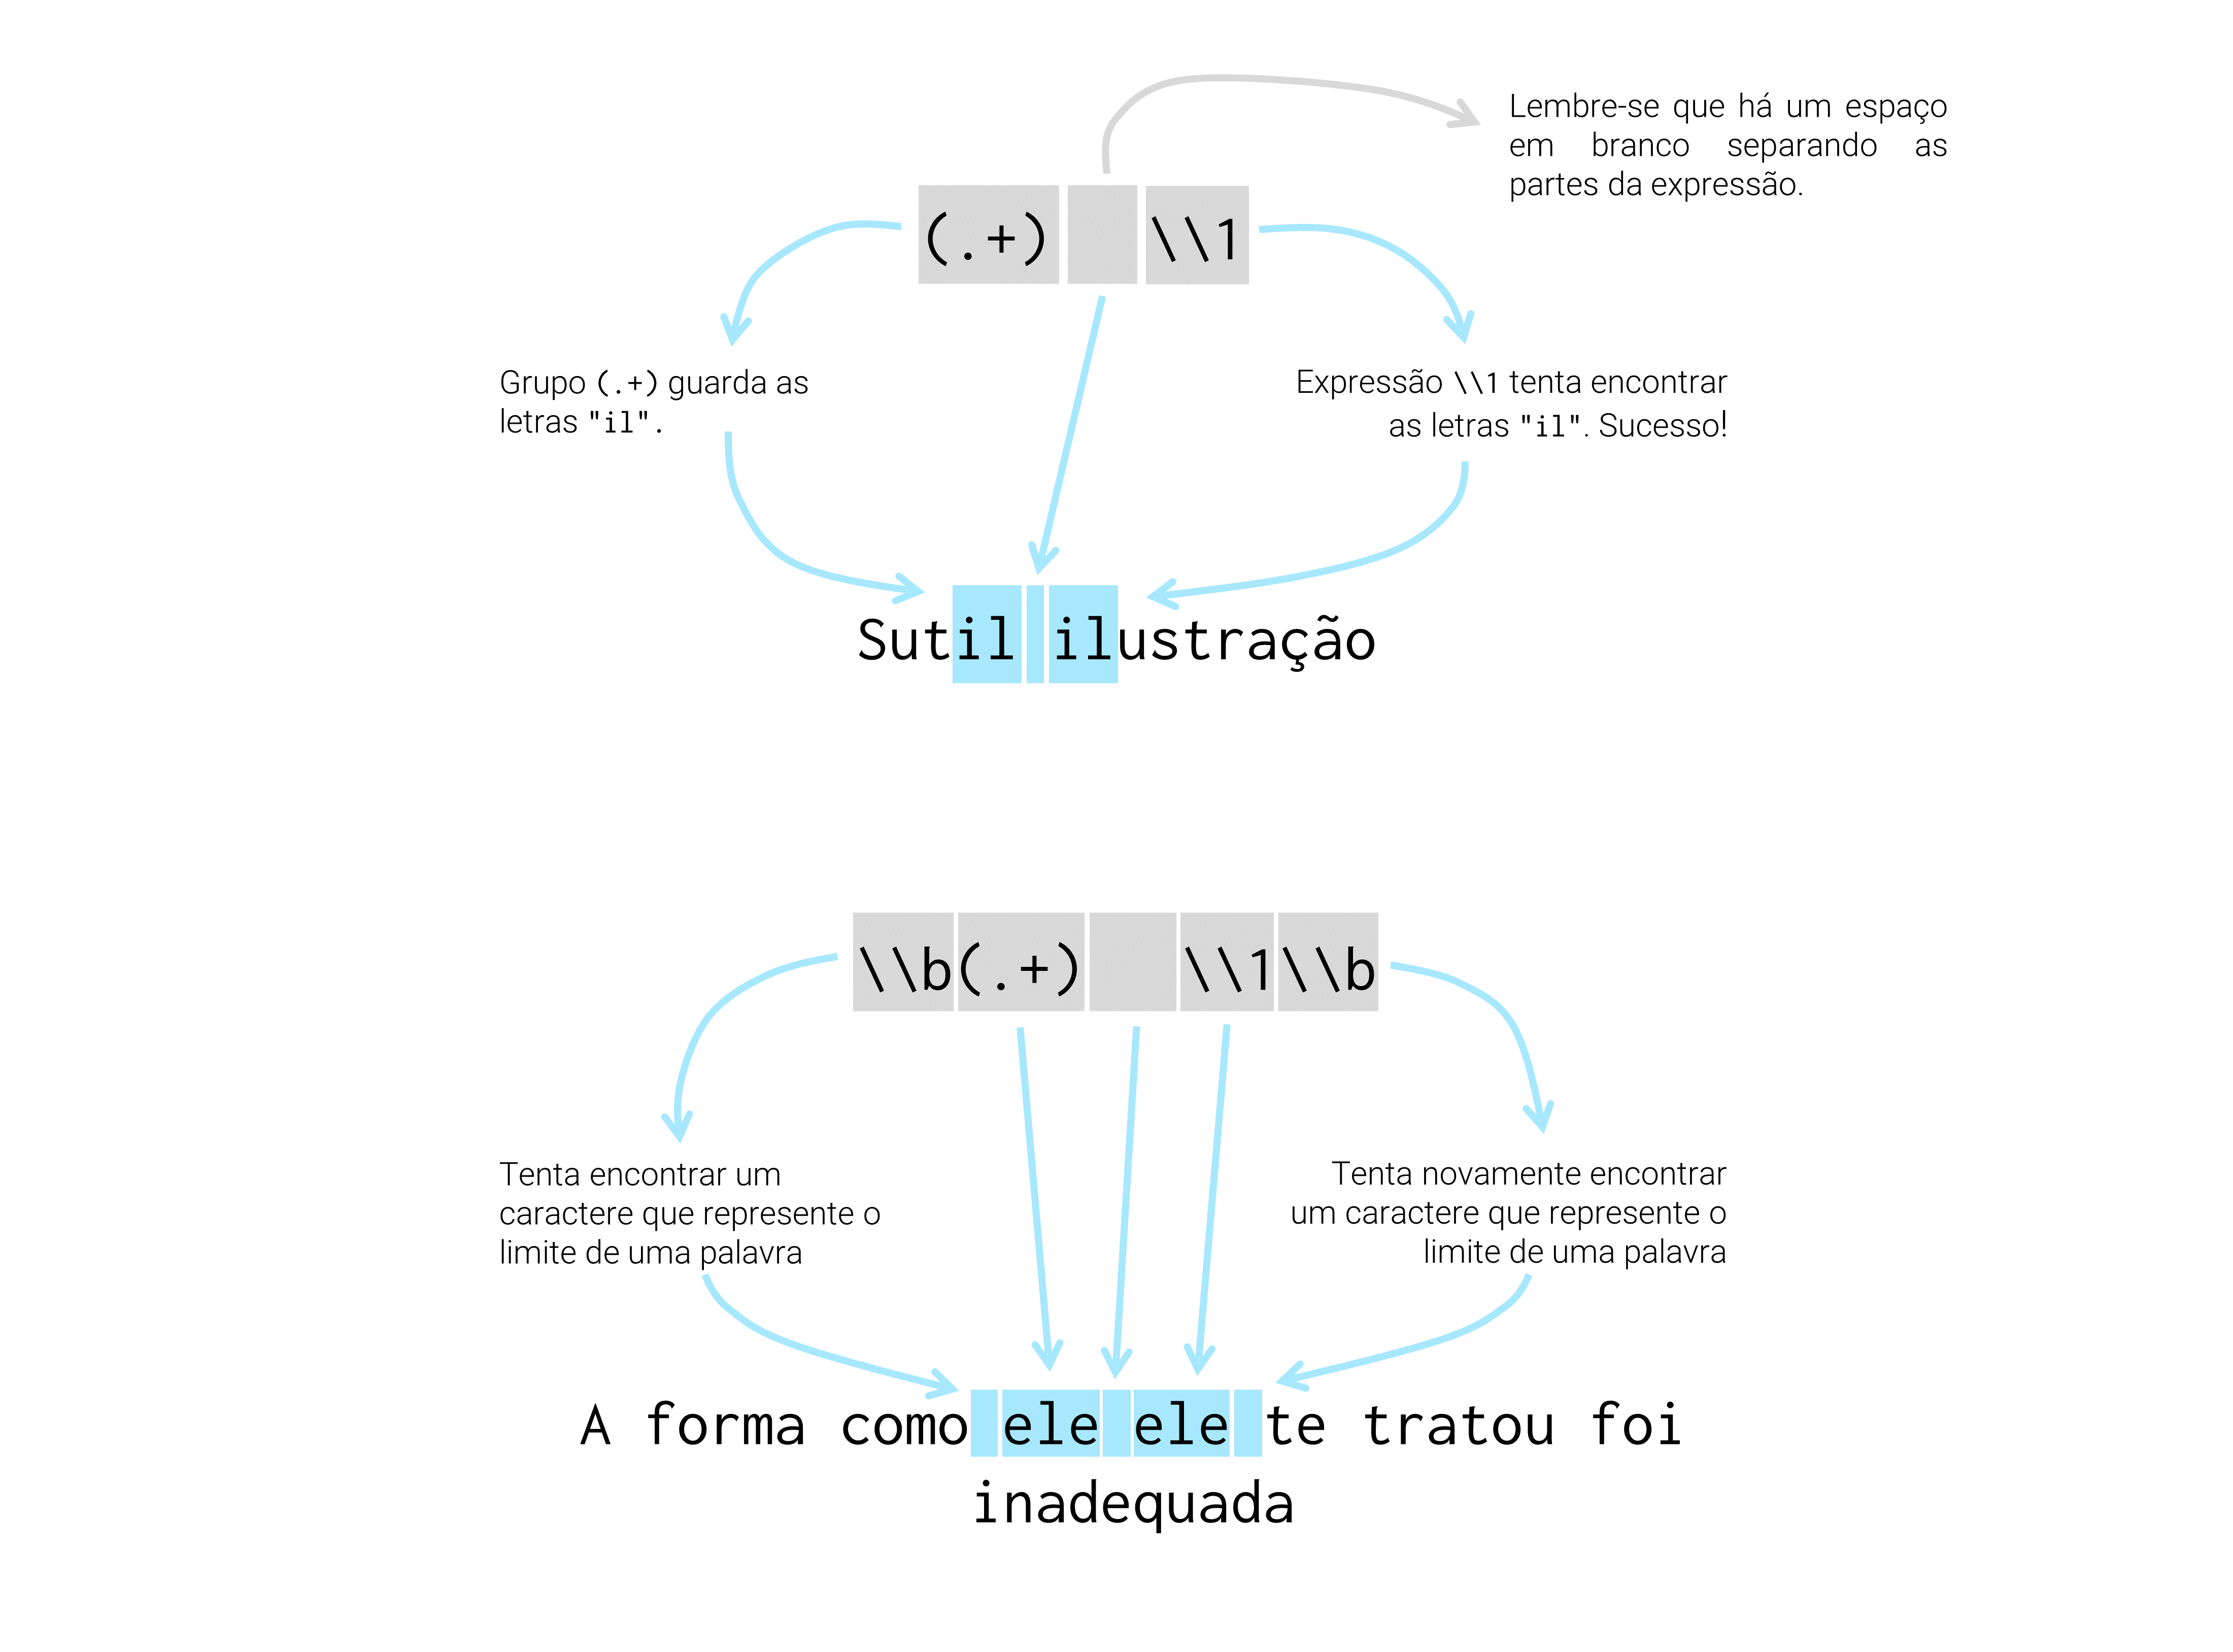 Lembre-se que há um espaço
em branco separando as
partes da expressão.
(.+) \\1
Grupo (.+) guarda as
letras "il".
Expressão \\1 tenta encontrar
as letras "il". Sucesso!
Sutil ilustração
\\b(.+) \\1\\b
Tenta encontrar um
caractere que represente o
limite de uma palavra
Tenta novamente encontrar
um caractere que represente o
limite de uma palavra
A forma como ele ele te tratou foi
inadequada